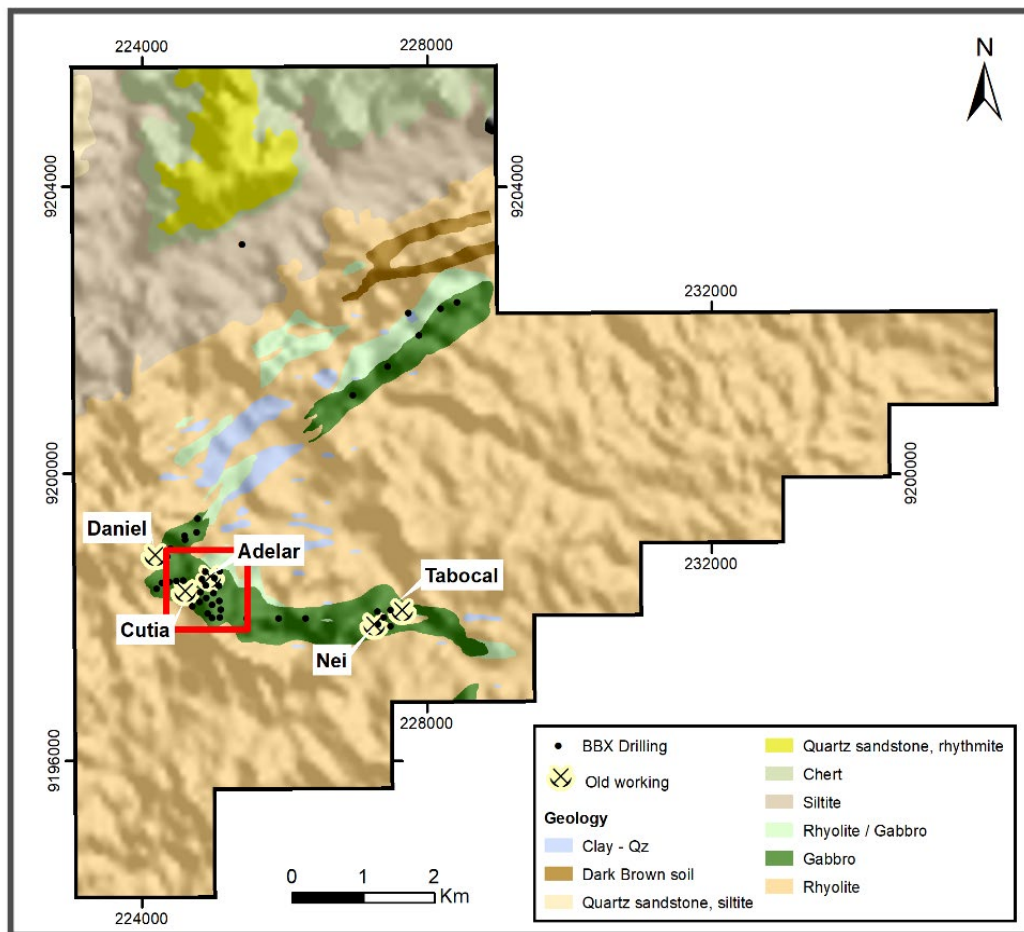 224000
228000
N
9204000
9204000
232000
9200000
9200000
Daniel
Adelar
Tabocal
Cutia
Nei
232000
228000
9196000
224000
0 1 2
Km
BBX Drilling
Old working
Geology
Clay - Qz
Dark Brown soil
Quartz sandstone, siltite
Quartz sandstone, rhythmite
Chert
Siltite
Rhyolite / Gabbro
Gabbro
Rhyolite